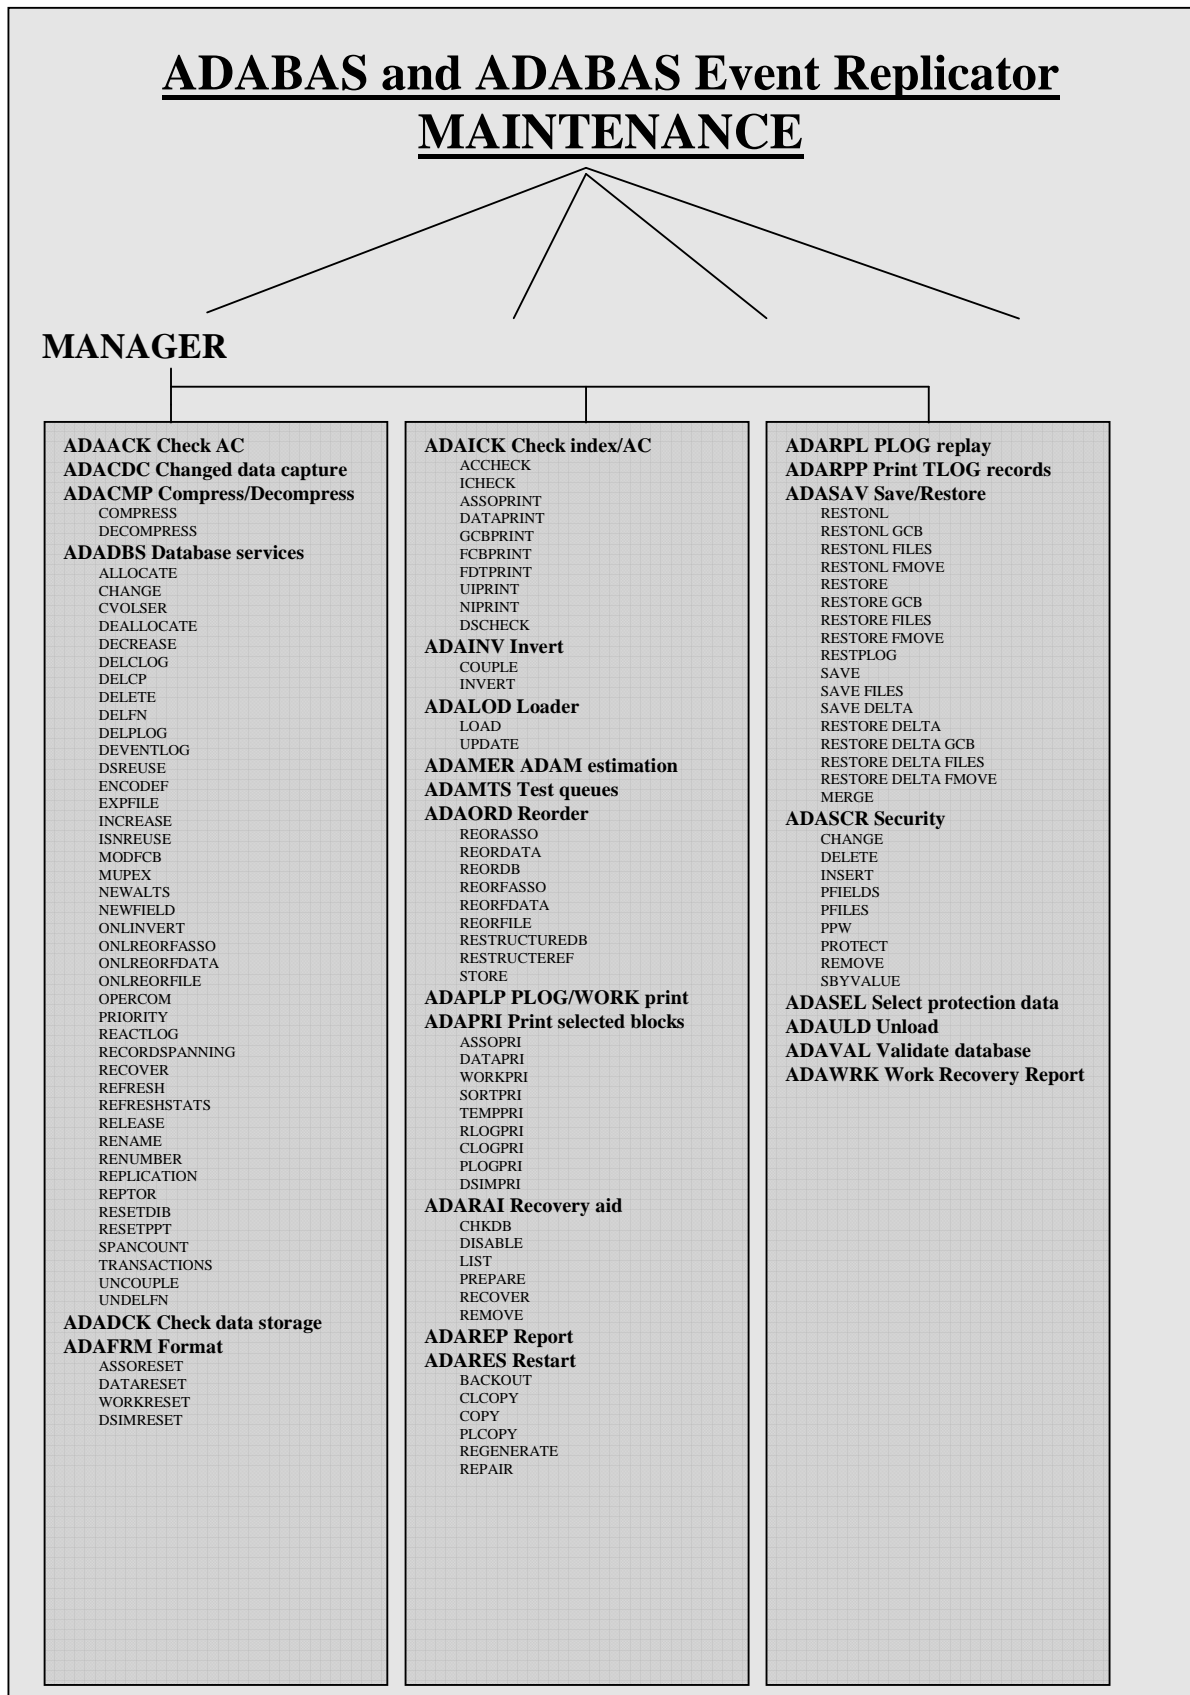 ADABAS and ADABAS Event Replicator
MAINTENANCE
MANAGER
ADAACK Check AC
ADACDC Changed data capture
ADACMP Compress/Decompress
COMPRESS
DECOMPRESS
ADADBS Database services
ALLOCATE
CHANGE
CVOLSER
DEALLOCATE
DECREASE
DELCLOG
DELCP
DELETE
DELFN
DELPLOG
DEVENTLOG
DSREUSE
ENCODEF
EXPFILE
INCREASE
ISNREUSE
MODFCB
MUPEX
NEWALTS
NEWFIELD
ONLINVERT
ONLREORFASSO
ONLREORFDATA
ONLREORFILE
OPERCOM
PRIORITY
REACTLOG
RECORDSPANNING
RECOVER
REFRESH
REFRESHSTATS
RELEASE
RENAME
RENUMBER
REPLICATION
REPTOR
RESETDIB
RESETPPT
SPANCOUNT
TRANSACTIONS
UNCOUPLE
UNDELFN
ADADCK Check data storage
ADAFRM Format
ASSORESET
DATARESET
WORKRESET
DSIMRESET
ADAICK Check index/AC
ACCHECK
ICHECK
ASSOPRINT
DATAPRINT
GCBPRINT
FCBPRINT
FDTPRINT
UIPRINT
NIPRINT
DSCHECK
ADAINV Invert
COUPLE
INVERT
ADALOD Loader
LOAD
UPDATE
ADAMER ADAM estimation
ADAMTS Test queues
ADAORD Reorder
REORASSO
REORDATA
REORDB
REORFASSO
REORFDATA
REORFILE
RESTRUCTUREDB
RESTRUCTEREF
STORE
ADAPLP PLOG/WORK print
ADAPRI Print selected blocks
ASSOPRI
DATAPRI
WORKPRI
SORTPRI
TEMPPRI
RLOGPRI
CLOGPRI
PLOGPRI
DSIMPRI
ADARAI Recovery aid
CHKDB
DISABLE
LIST
PREPARE
RECOVER
REMOVE
ADAREP Report
ADARES Restart
BACKOUT
CLCOPY
COPY
PLCOPY
REGENERATE
REPAIR
ADARPL PLOG replay
ADARPP Print TLOG records
ADASAV Save/Restore
RESTONL
RESTONL GCB
RESTONL FILES
RESTONL FMOVE
RESTORE
RESTORE GCB
RESTORE FILES
RESTORE FMOVE
RESTPLOG
SAVE
SAVE FILES
SAVE DELTA
RESTORE DELTA
RESTORE DELTA GCB
RESTORE DELTA FILES
RESTORE DELTA FMOVE
MERGE
ADASCR Security
CHANGE
DELETE
INSERT
PFIELDS
PFILES
PPW
PROTECT
REMOVE
SBYVALUE
ADASEL Select protection data
ADAULD Unload
ADAVAL Validate database
ADAWRK Work Recovery Report